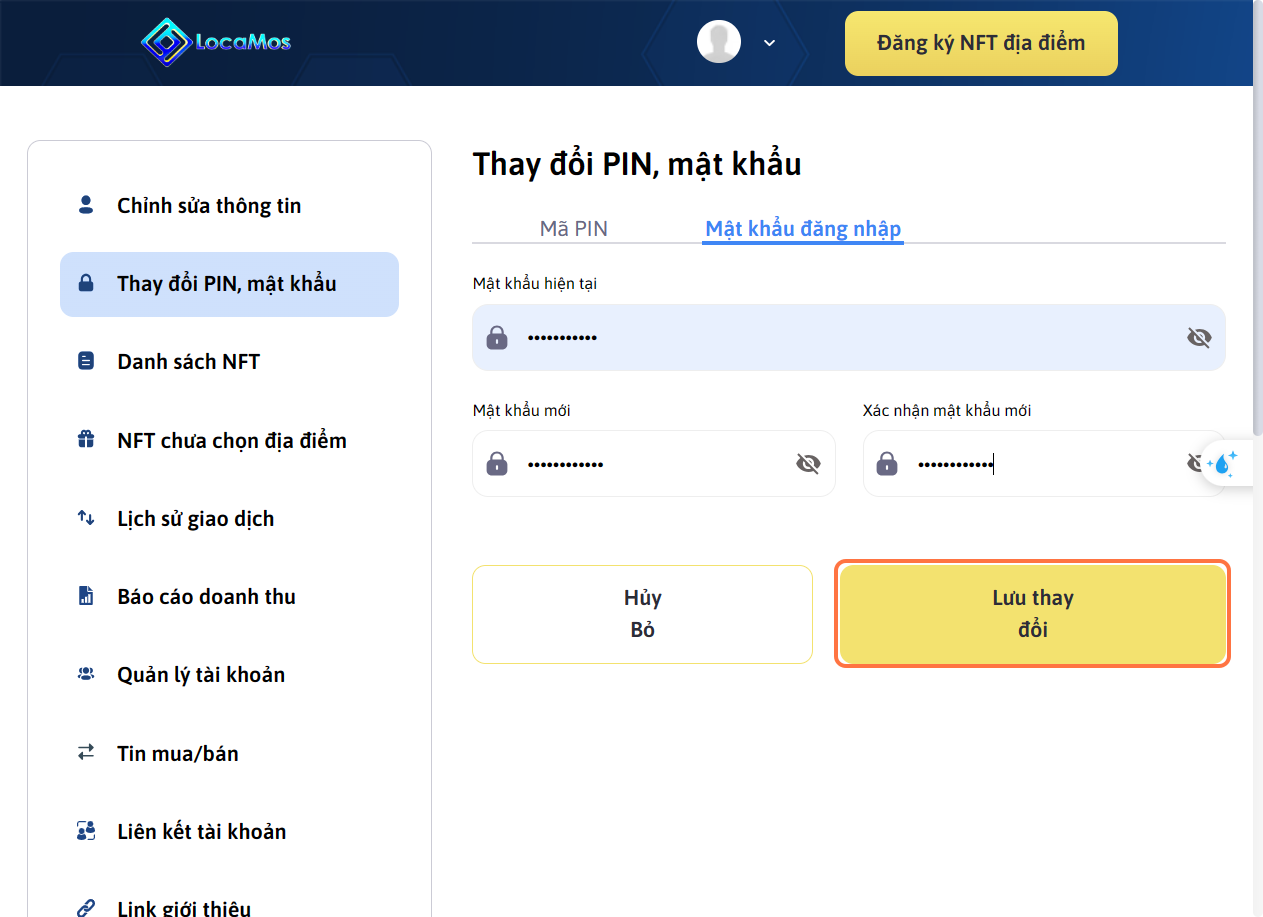 LocaMos
Đăng ký NFT địa điểm
Chỉnh sửa thông tin
Thay đổi PIN, mật khẩu
Danh sách NFT
NFT chưa chọn địa điểm
Lịch sử giao dịch
Báo cáo doanh thu
Quản lý tài khoản
Tin mua/bán
Liên kết tài khoản
Link giới thiệu
Thay đổi PIN, mật khẩu
Mã PIN
Mật khẩu đăng nhập
Mật khẩu hiện tại
•••••••••••
Mật khẩu mới
Xác nhận mật khẩu mới
••••••••••••
••••••••••••
Hủy
Bỏ
Lưu thay
đổi